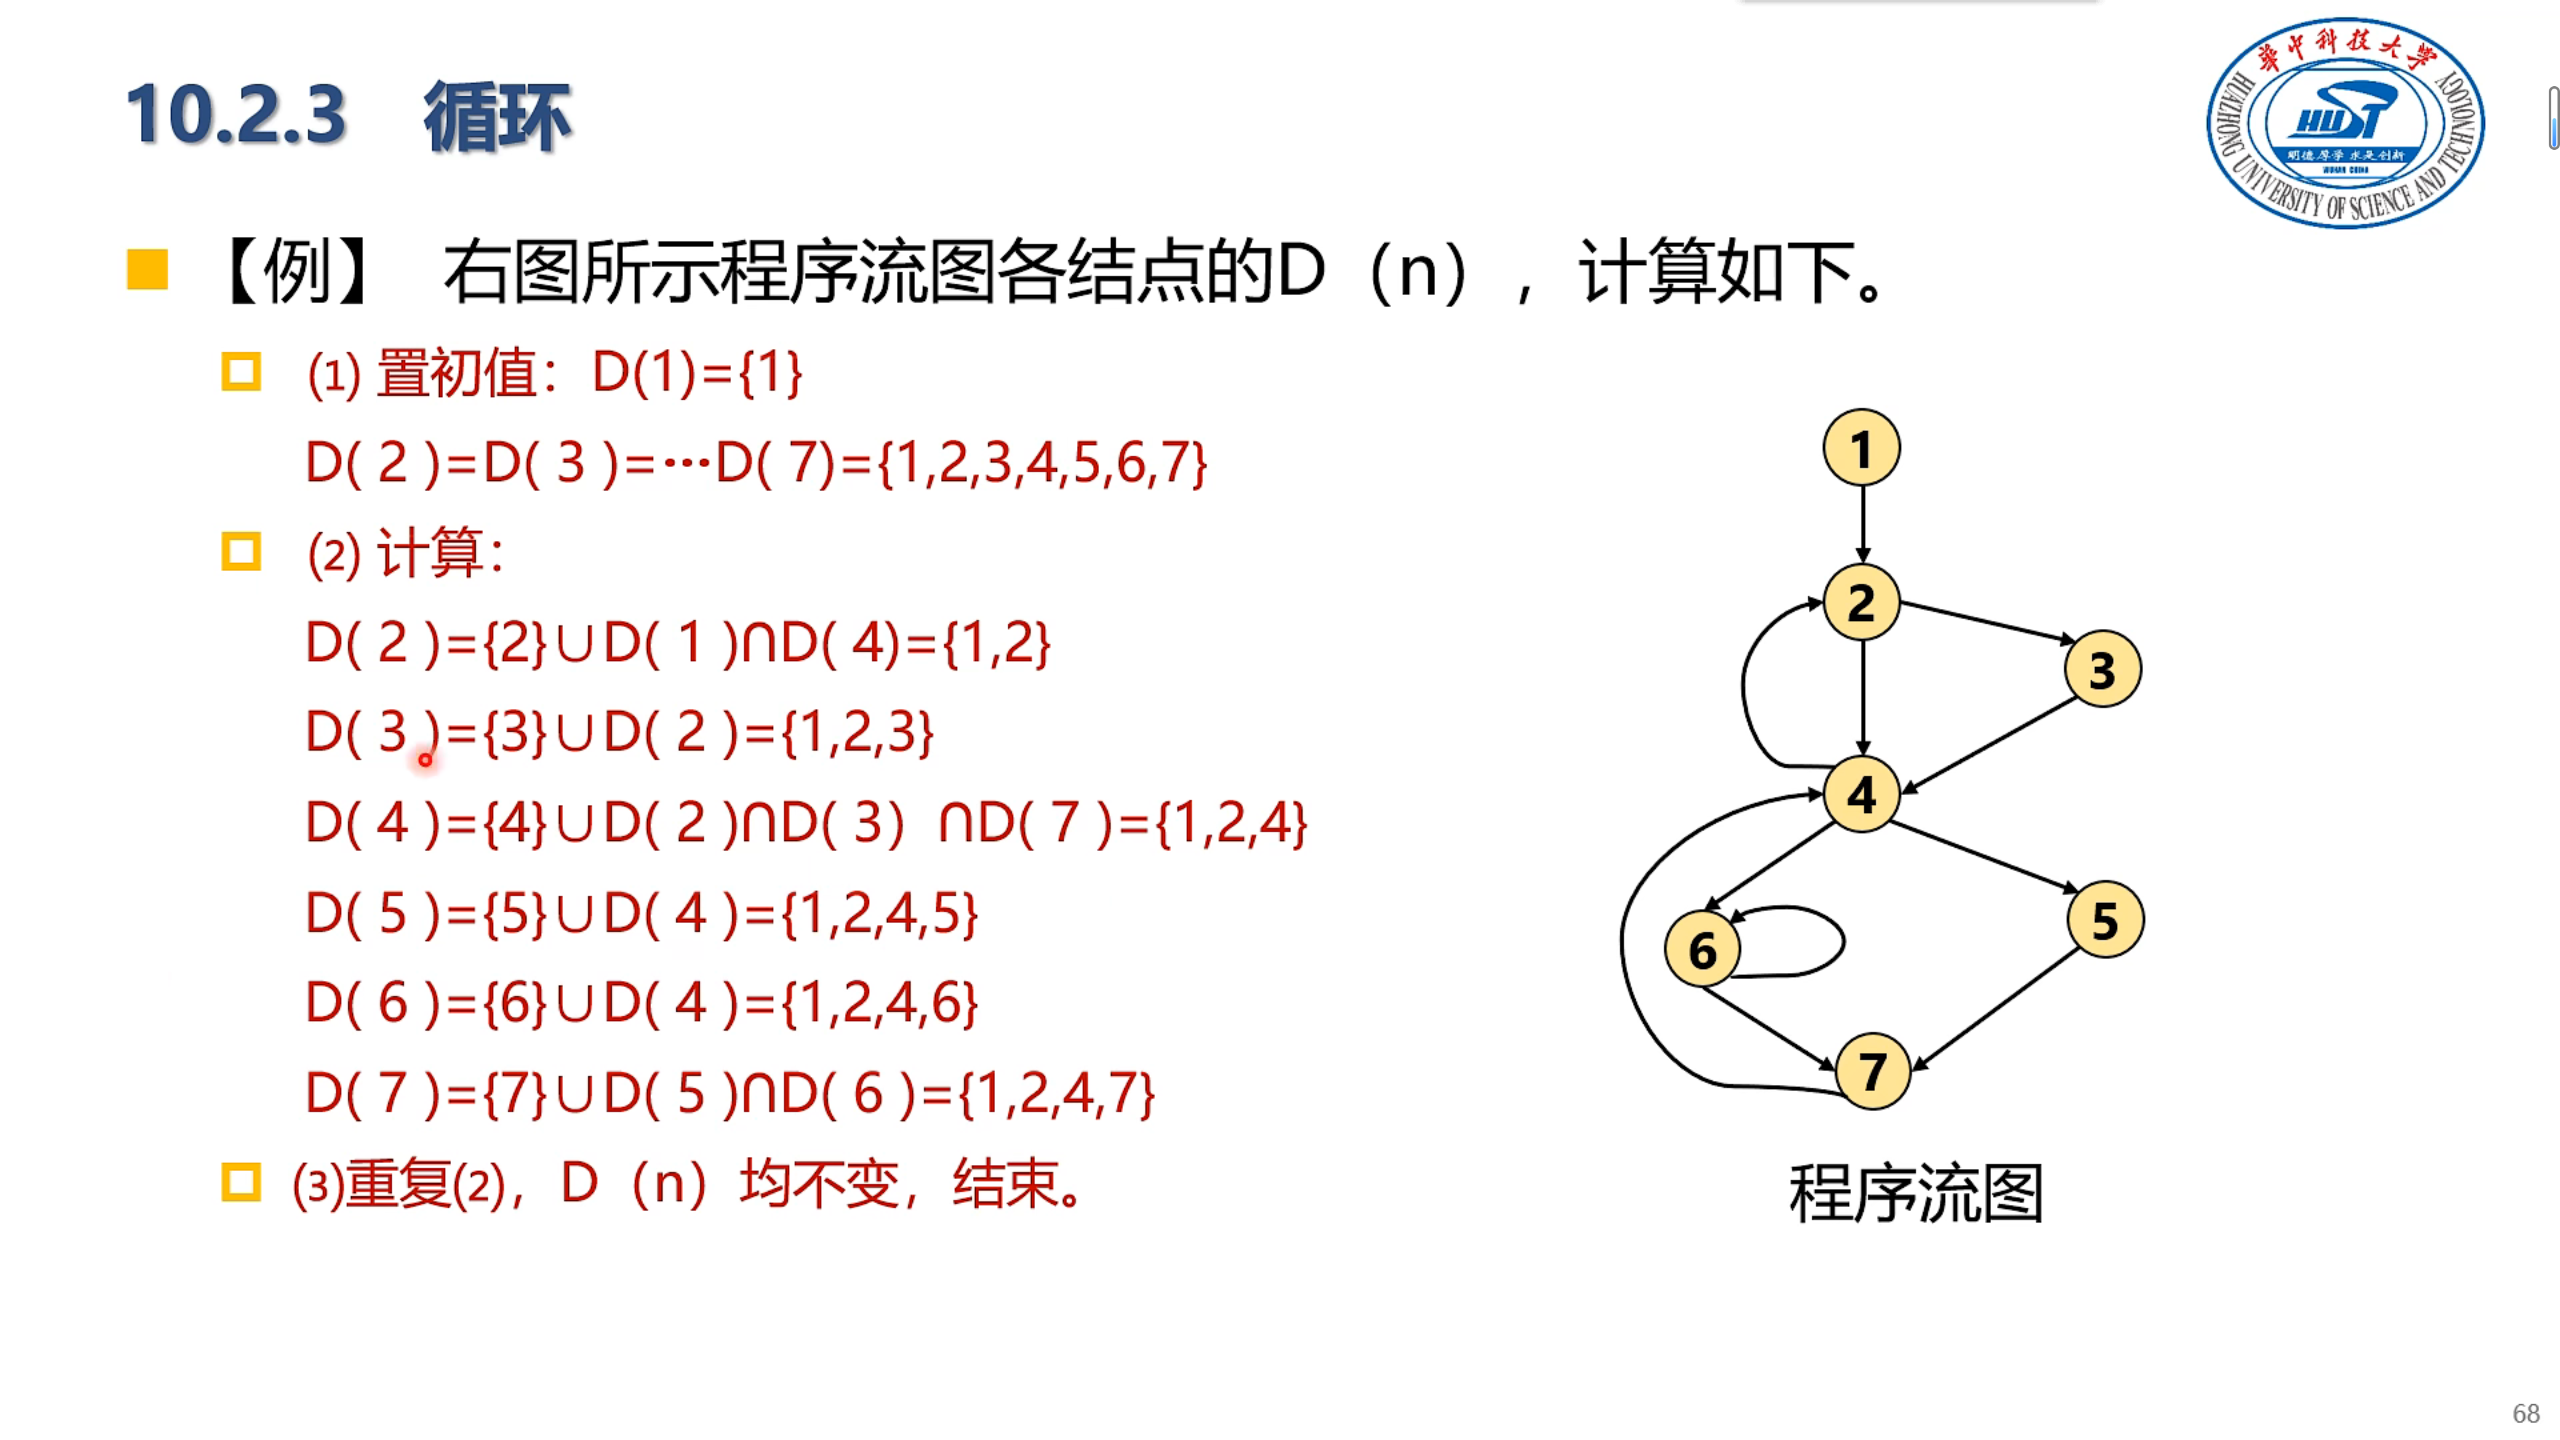 10.2.3 循环
华中科技大学
HUAZHONG UNIVERSITY OF SCIENCE AND TECHNOLOGY
HUST
明德厚学 求是创新
WUHAN CHINA
【例】 右图所示程序流图各结点的D（n），计算如下。
⑴ 置初值：D(1)={1}
D( 2 )=D( 3 )=…D( 7)={1,2,3,4,5,6,7}
⑵ 计算：
D( 2 )={2}∪D( 1 )∩D( 4)={1,2}
D( 3 )={3}∪D( 2 )={1,2,3}
D( 4 )={4}∪D( 2 )∩D( 3）∩D( 7 )={1,2,4}
D( 5 )={5}∪D( 4 )={1,2,4,5}
D( 6 )={6}∪D( 4 )={1,2,4,6}
D( 7 )={7}∪D( 5 )∩D( 6 )={1,2,4,7}
⑶重复⑵，D（n）均不变，结束。
1
2
3
4
5
6
7
程序流图
68